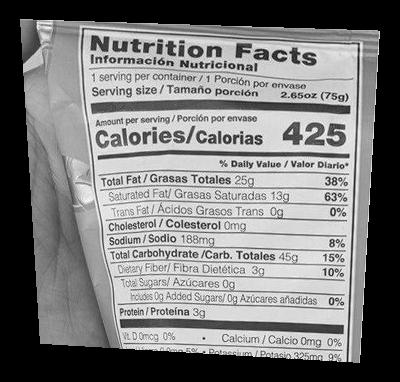 Nutrition Facts
Información Nutricional
1 serving per container / 1 Porción por envase
Serving size / Tamaño porción 2.65oz (75g)
Amount per serving / Porción por envase
Calories/Calorias 425
% Daily Value / Valor Diario*
Total Fat / Grasas Totales 25g 38%
Saturated Fat/ Grasas Saturadas 13g 63%
Trans Fat / Ácidos Grasos Trans 0g 0%
Cholesterol / Colesterol 0mg
Sodium / Sodio 188mg 8%
Total Carbohydrate /Carb. Totales 45g 15%
Dietary Fiber/ Fibra Dietética 3g 10%
Total Sugars/ Azúcares 0g
Includes 0g Added Sugars/ 0g Azúcares añadidas 0%
Protein / Proteína 3g
Vit. D 0mcg 0% • Calcium / Calcio 0mg 0%
5% • Potassium / Potasio 325mg 9%